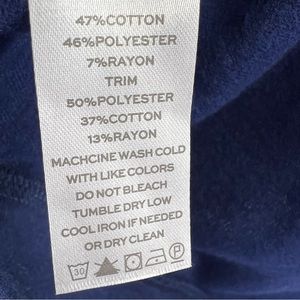 47%COTTON
46%POLYESTER
7%RAYON
TRIM
50%POLYESTER
37%COTTON
13%RAYON
MACHCINE WASH COLD
WITH LIKE COLORS
DO NOT BLEACH
TUMBLE DRY LOW
COOL IRON IF NEEDED
OR DRY CLEAN
30 P